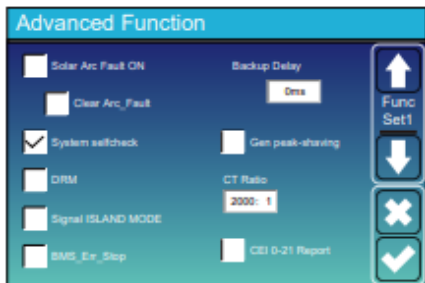 Advanced Function
Solar Arc Fault ON
Backup Delay
0ms
Clear Arc_Fault
Func
Set1
System selfcheck
Gen peak-shaving
DRM
CT Ratio
2000: 1
Signal ISLAND MODE
BMS_Err_Stop
CEI 0-21 Report